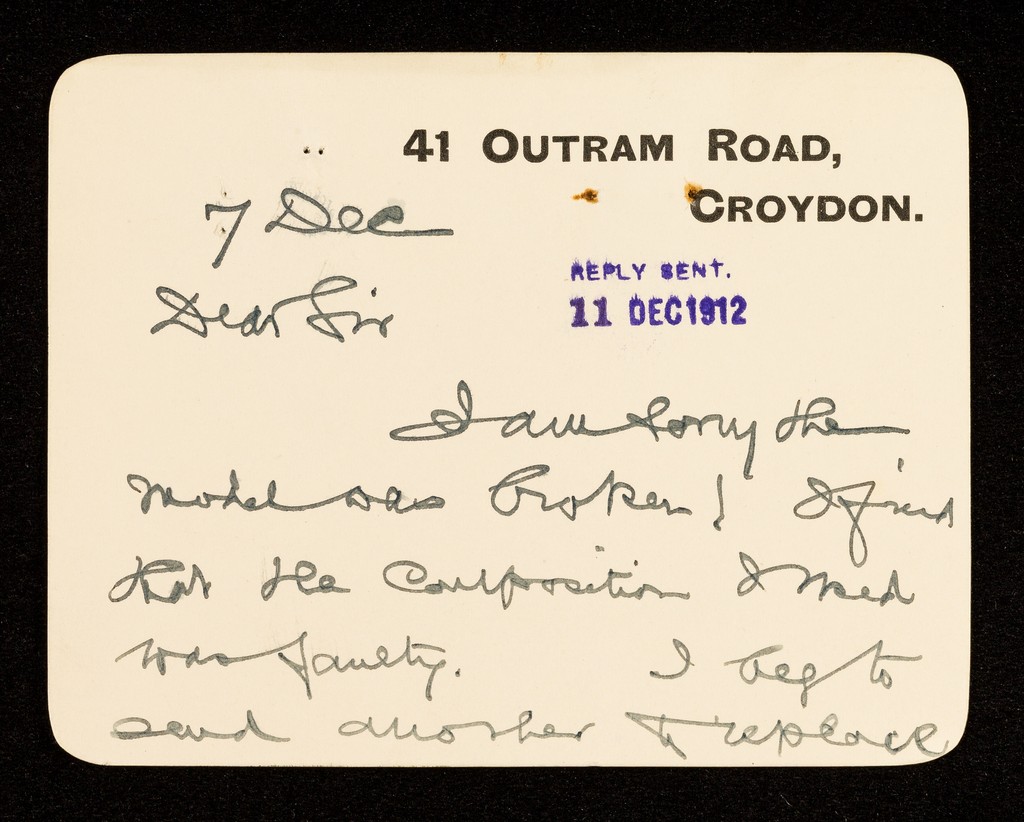 41 OUTRAM ROAD,
CROYDON.
7 Dec
REPLY SENT.
11 DEC 1912
Dear Sir
I am sorry the
model was broken! I find
that the composition I used
was faulty. I beg to
send another to replace